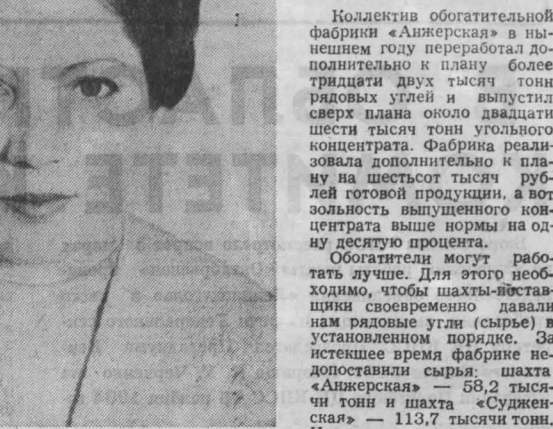 Коллектив обогатительной
фабрики «Анжерская» в ны-
нешнем году переработал до-
полнительно к плану более
тридцати двух тысяч тонн
рядовых углей и выпустил
сверх плана около двадцати
шести тысяч тонн угольного
концентрата. Фабрика реали-
зовала дополнительно к пла-
ну на шестьсот тысяч руб-
лей готовой продукции, а вот
зольность выпущенного кон-
центрата выше нормы на од-
ну десятую процента.
Обогатители могут рабо-
тать лучше. Для этого необ-
ходимо, чтобы шахты-постав-
щики своевременно давали
нам рядовые угли (сырье) в
установленном порядке. За
истекшее время фабрике не-
допоставили сырья: шахта
«Анжерская» — 58,2 тыся-
чи тонн и шахта «Суджен-
ская» — 113,7 тысячи тонн.